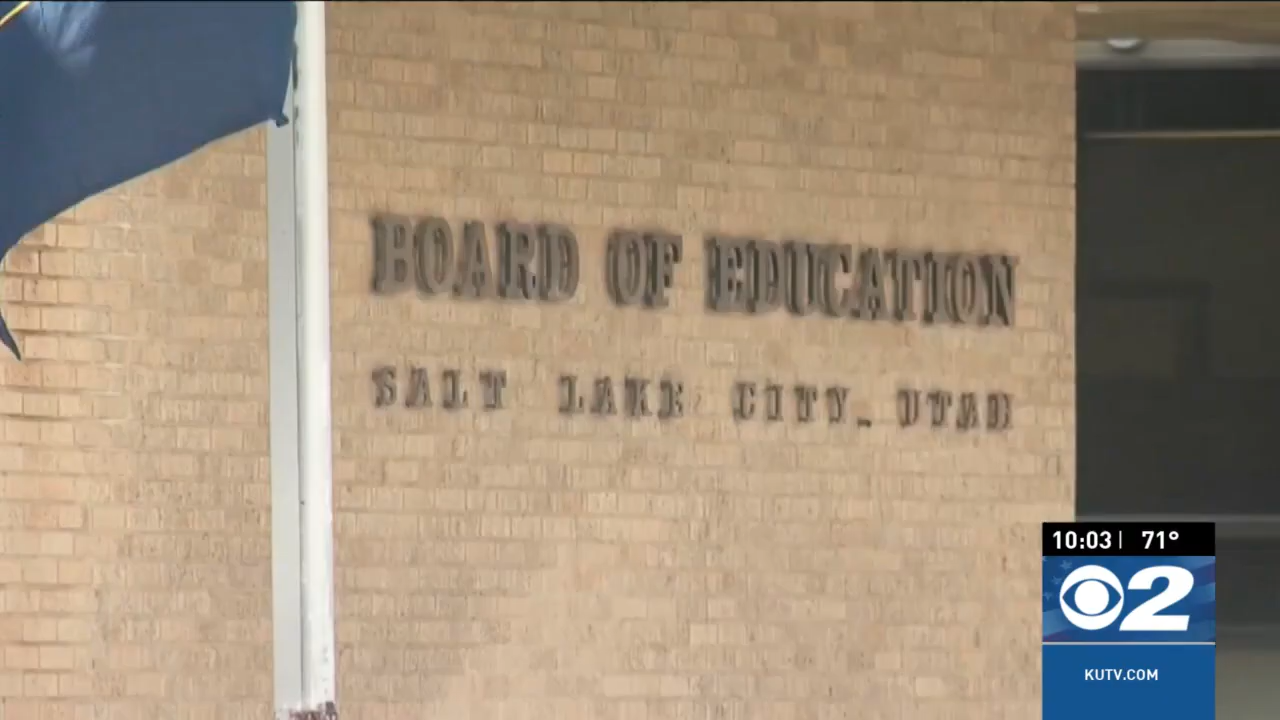 BOARD OF EDUCATION
SALT LAKE CITY, UTAH
10:03 | 71°
2
KUTV.COM